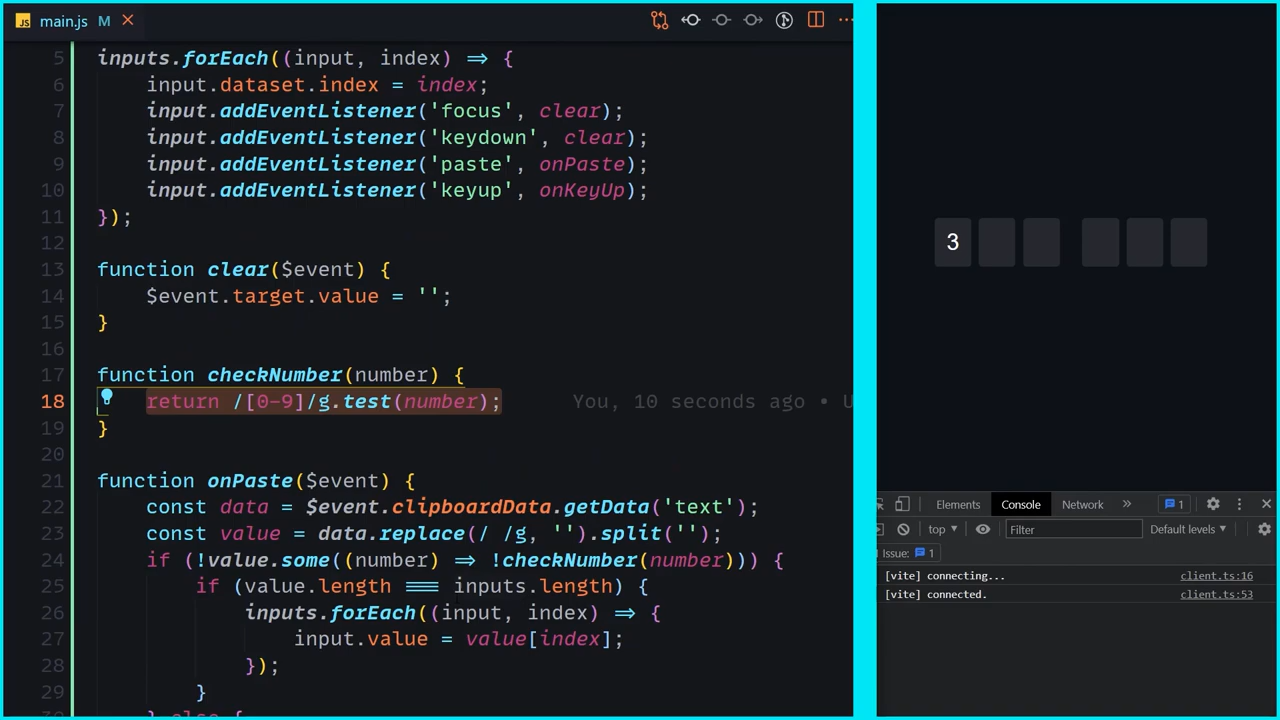 main.js M
5 inputs.forEach((input, index) => {
6 input.dataset.index = index;
7 input.addEventListener('focus', clear);
8 input.addEventListener('keydown', clear);
9 input.addEventListener('paste', onPaste);
10 input.addEventListener('keyup', onKeyUp);
11 });
12
13 function clear($event) {
14 $event.target.value = '';
15 }
16
17 function checkNumber(number) {
18 return /[0-9]/g.test(number); You, 10 seconds ago • U
19 }
20
21 function onPaste($event) {
22 const data = $event.clipboardData.getData('text');
23 const value = data.replace(/ /g, '').split('');
24 if (!value.some((number) => !checkNumber(number))) {
25 if (value.length === inputs.length) {
26 inputs.forEach((input, index) => {
27 input.value = value[index];
28 });
29 }
} else {
3
Elements Console Network » 1
top Filter Default levels
Issue: 1
[vite] connecting... client.ts:16
[vite] connected. client.ts:53